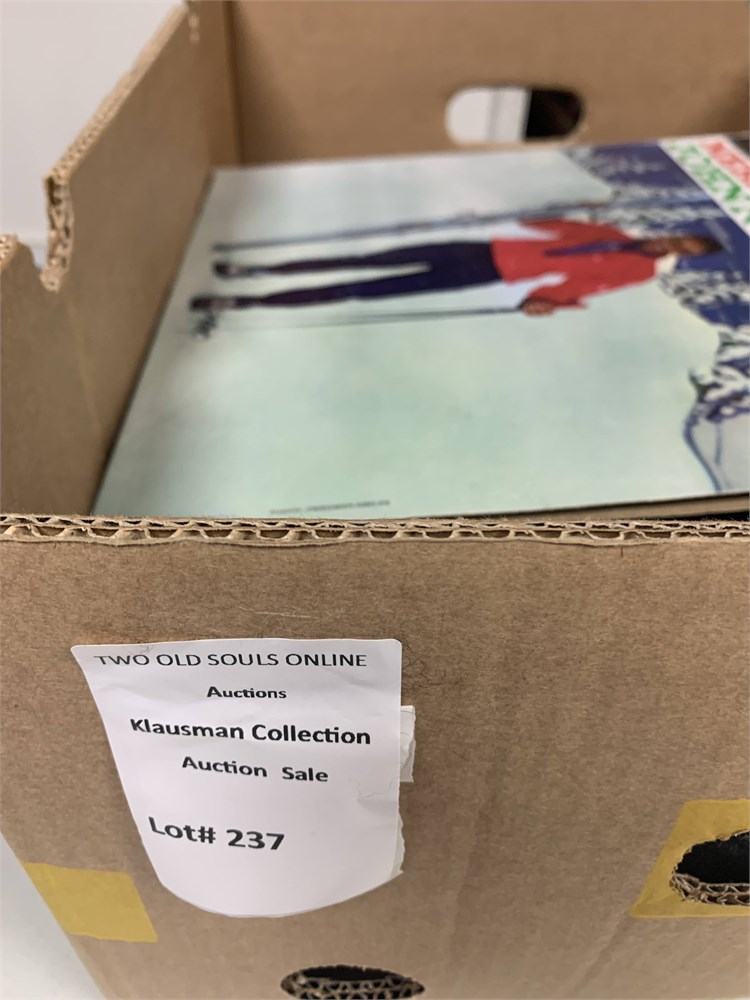 TWO OLD SOULS ONLINE
Auctions
Klausman Collection
Auction Sale
Lot# 237